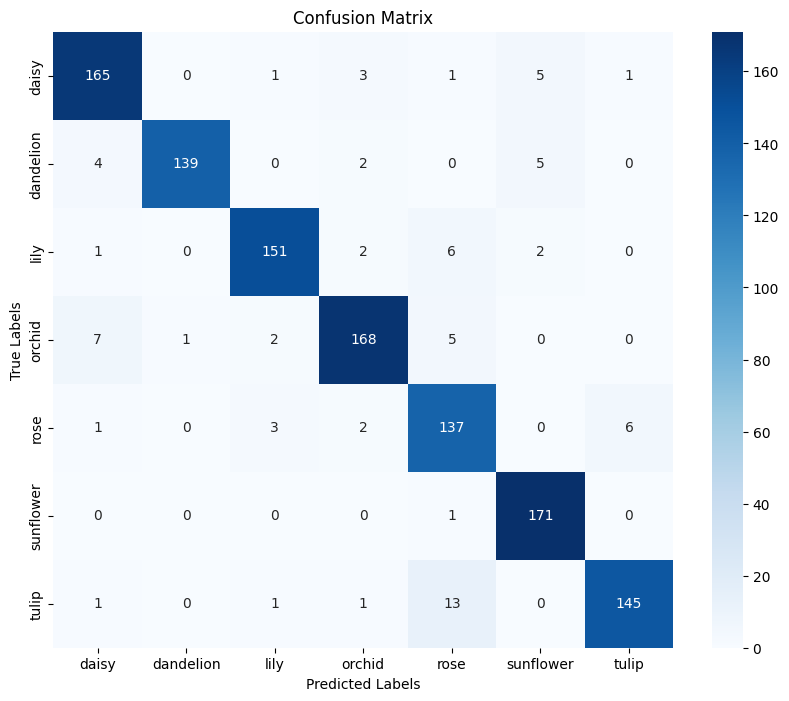 Confusion Matrix
daisy 165 0 1 3 1 5 1
dandelion 4 139 0 2 0 5 0
lily 1 0 151 2 6 2 0
orchid 7 1 2 168 5 0 0
rose 1 0 3 2 137 0 6
sunflower 0 0 0 0 1 171 0
tulip 1 0 1 1 13 0 145
daisy dandelion lily orchid rose sunflower tulip
Predicted Labels
True Labels
160
140
120
100
80
60
40
20
0